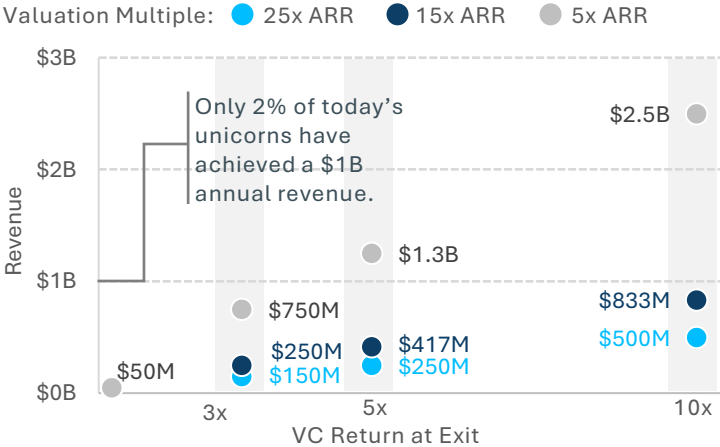 Valuation Multiple: 25x ARR 15x ARR 5x ARR
$3B
Only 2% of today's
$2.5B
unicorns have
achieved a $1B
$2B
annual revenue.
Revenue
$1.3B
$1B
$750M
$833M
$417M
$250M
$500M
$250M
$150M
$50M
$0B
3x 5x 10x
VC Return at Exit